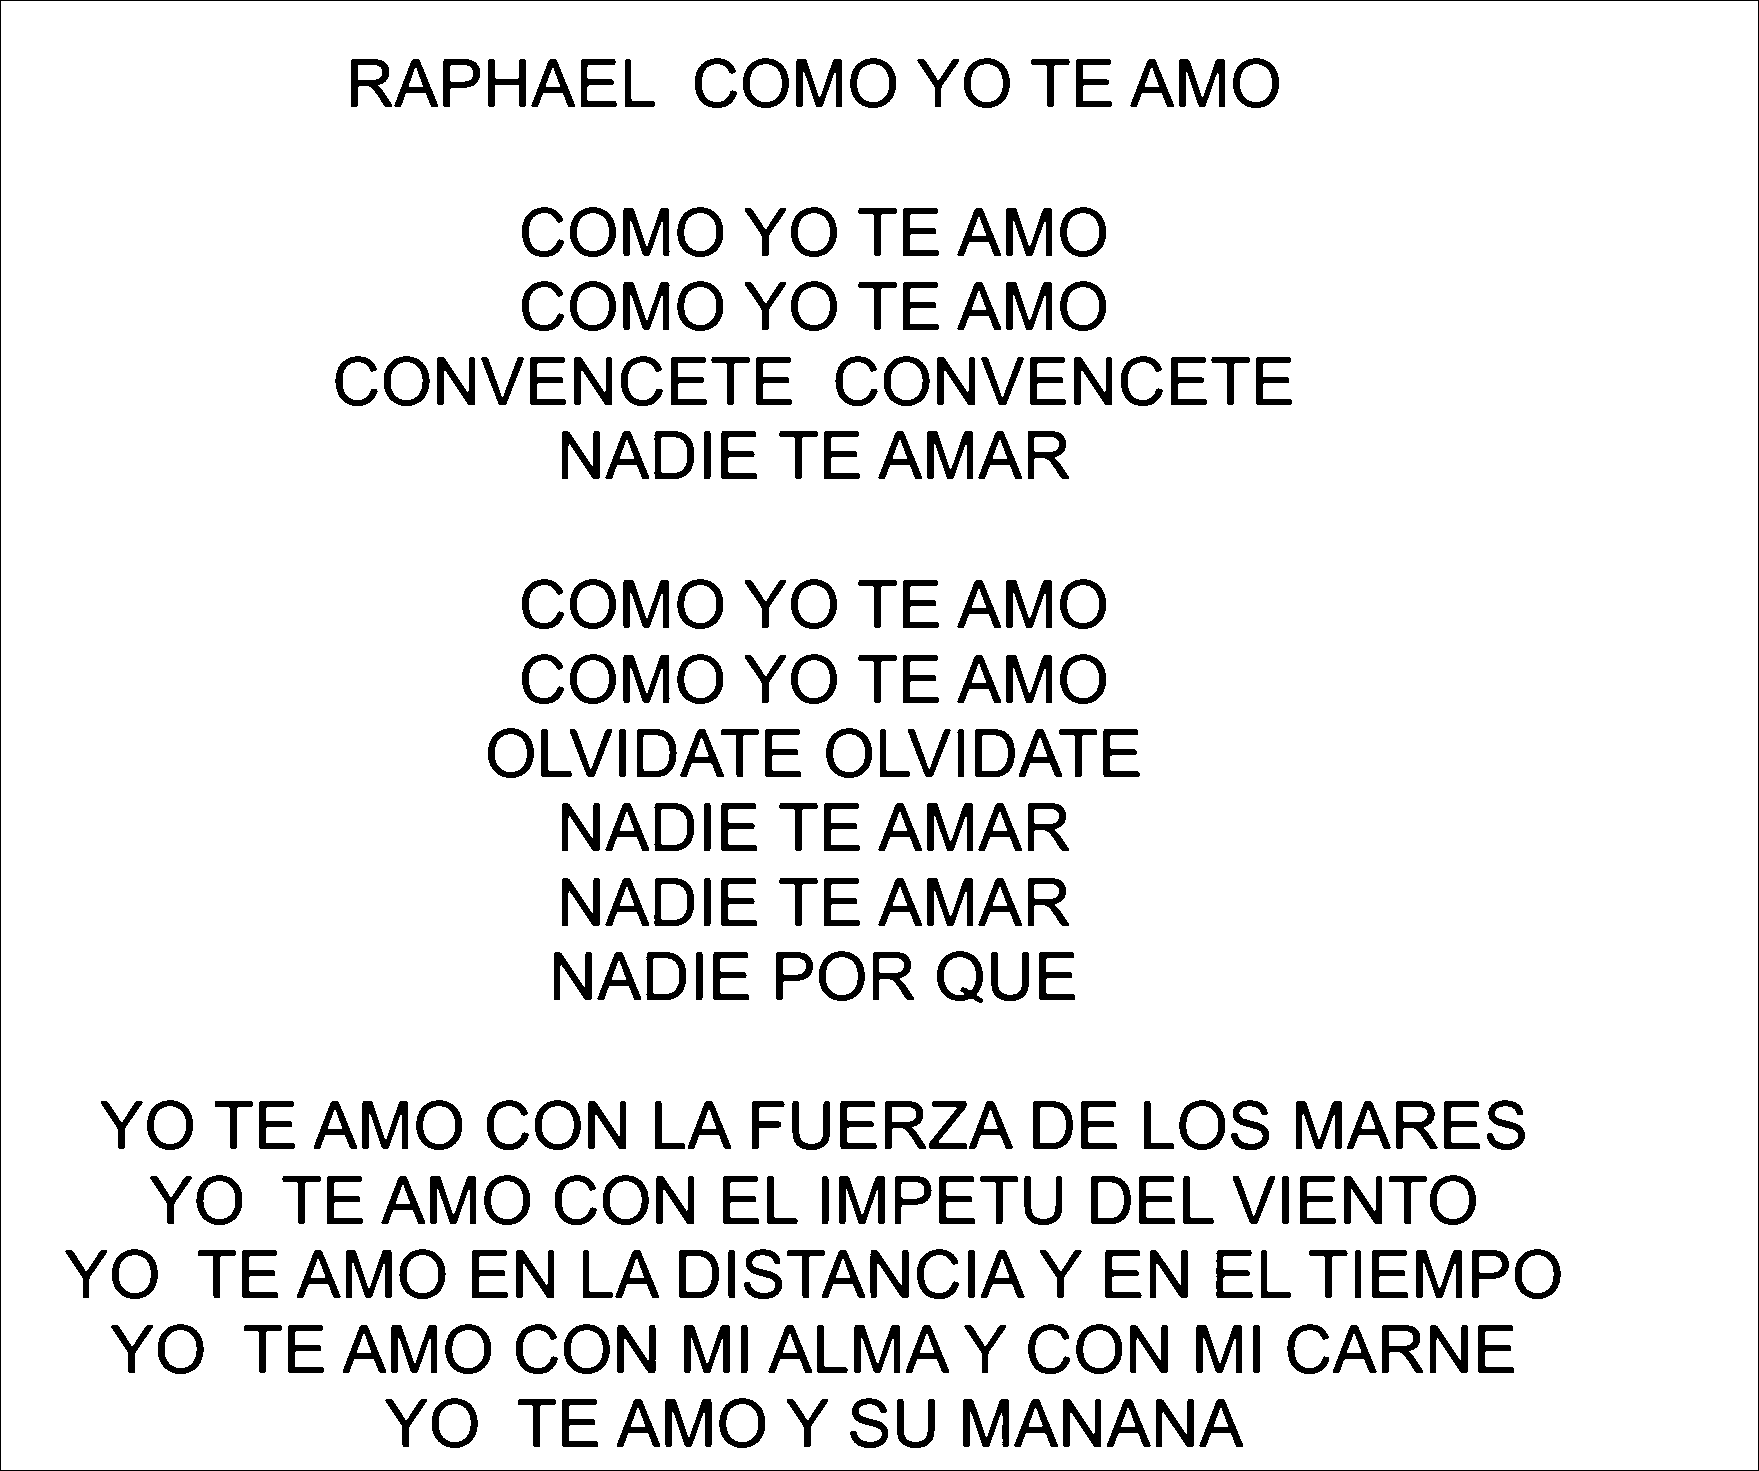 RAPHAEL  COMO YO TE AMO
COMO YO TE AMO
COMO YO TE AMO
CONVENCETE  CONVENCETE
NADIE TE AMAR
COMO YO TE AMO
COMO YO TE AMO
OLVIDATE OLVIDATE
NADIE TE AMAR
NADIE TE AMAR
NADIE POR QUE
YO TE AMO CON LA FUERZA DE LOS MARES
YO  TE AMO CON EL IMPETU DEL VIENTO
YO  TE AMO EN LA DISTANCIA Y EN EL TIEMPO
YO  TE AMO CON MI ALMA Y CON MI CARNE
YO  TE AMO Y SU MANANA